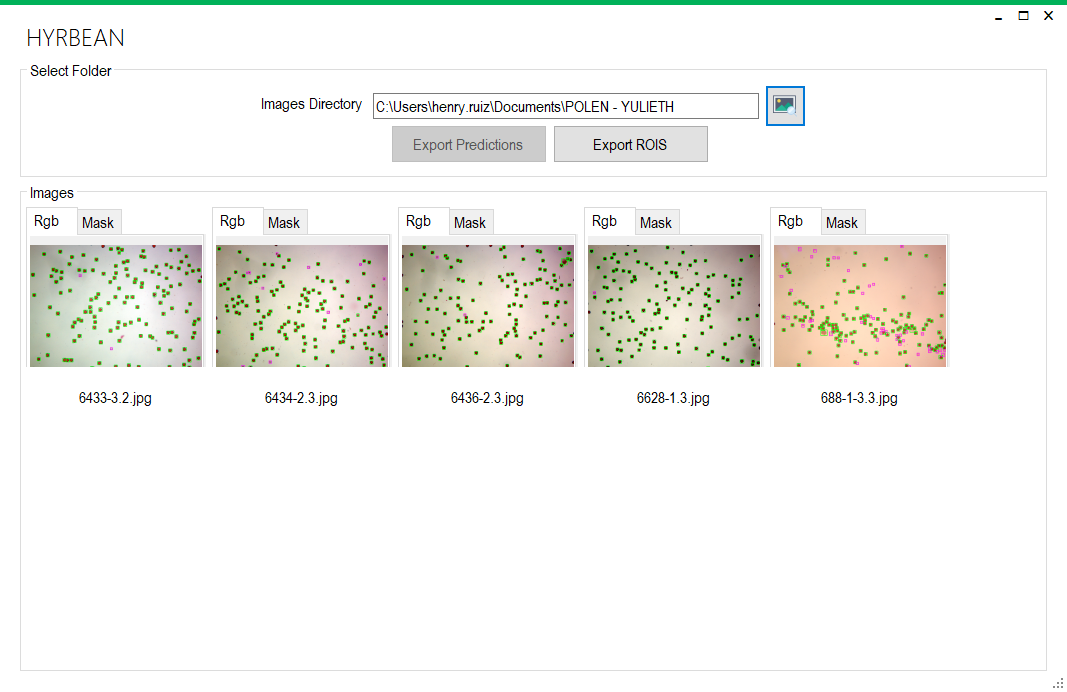 HYRBEAN
Select Folder
Images Directory C:\Users\henry.ruiz\Documents\POLEN - YULIETH
Export Predictions Export ROIS
Images
Rgb Mask Rgb Mask Rgb Mask Rgb Mask Rgb Mask
6433-3.2.jpg 6434-2.3.jpg 6436-2.3.jpg 6628-1.3.jpg 688-1-3.3.jpg